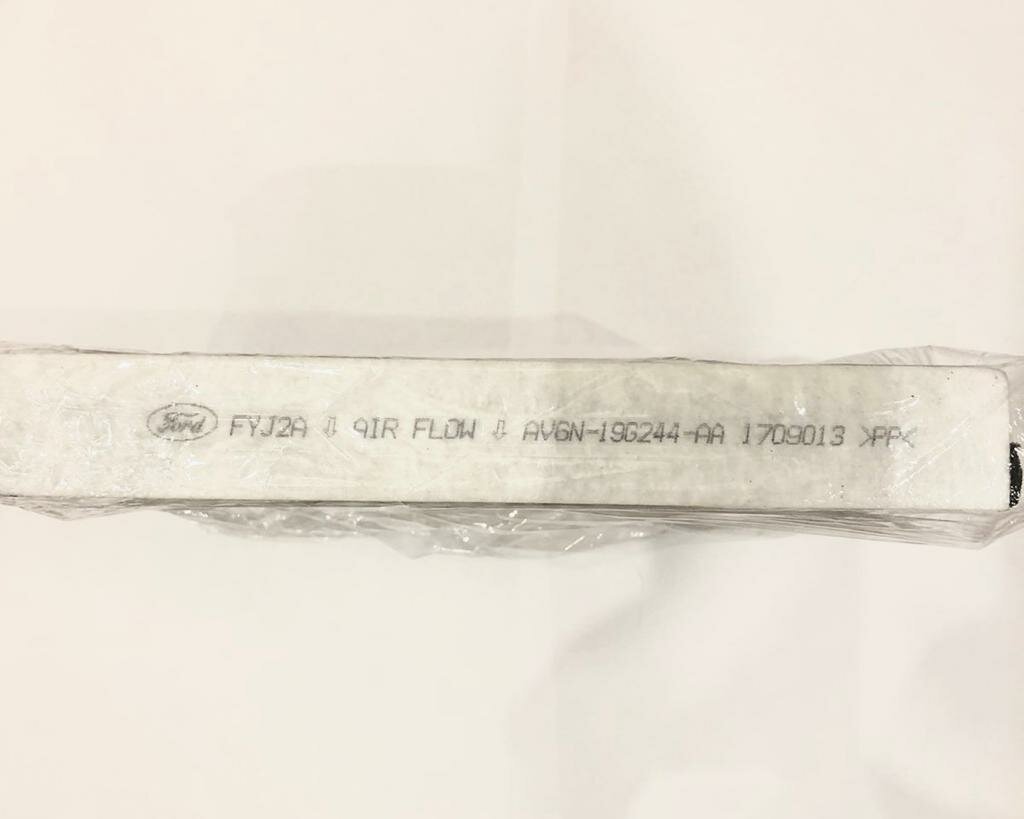 Ford FYJ2A ⇩ AIR FLOW ⇩ AV6N-19G244-AA 1709013 >PP<